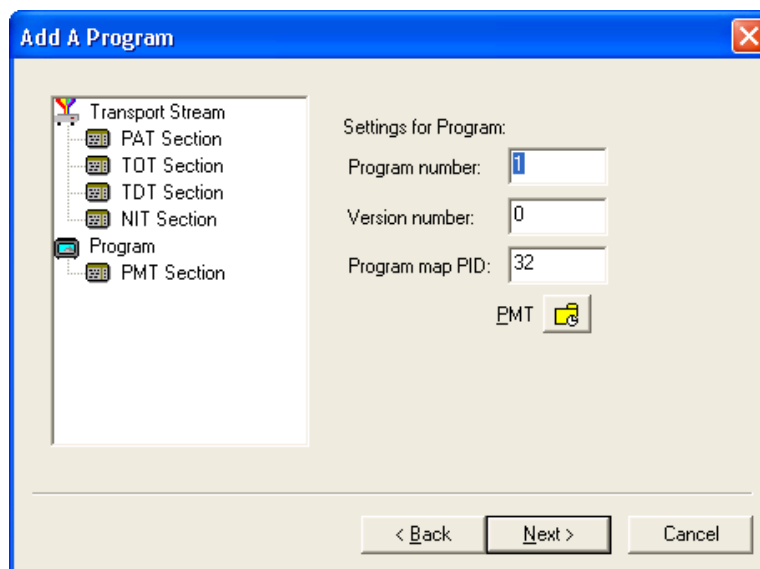 Add A Program
Transport Stream
PAT Section
TOT Section
TDT Section
NIT Section
Program
PMT Section
Settings for Program:
Program number: 1
Version number: 0
Program map PID: 32
PMT
< Back
Next >
Cancel